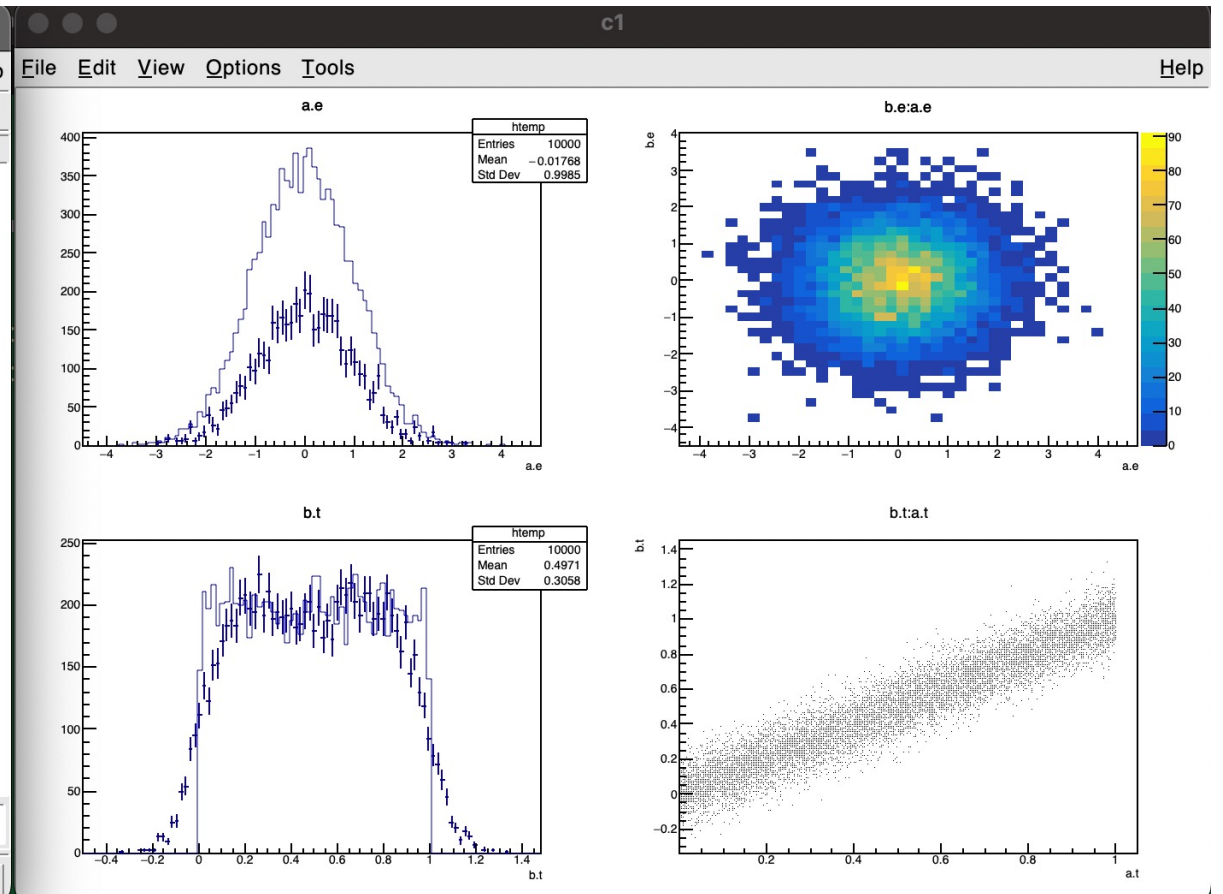 c1
File Edit View Options Tools Help
a.e
htemp
Entries 10000
Mean −0.01768
Std Dev 0.9985
400
350
300
250
200
150
100
50
0
−4 −3 −2 −1 0 1 2 3 4
a.e
b.e:a.e
b.e
4
3
2
1
0
−1
−2
−3
−4
−4 −3 −2 −1 0 1 2 3 4
a.e
90
80
70
60
50
40
30
20
10
0
b.t
htemp
Entries 10000
Mean 0.4971
Std Dev 0.3058
250
200
150
100
50
0
−0.4 −0.2 0 0.2 0.4 0.6 0.8 1 1.2 1.4
b.t
b.t:a.t
b.t
1.4
1.2
1
0.8
0.6
0.4
0.2
0
−0.2
0.2 0.4 0.6 0.8 1
a.t